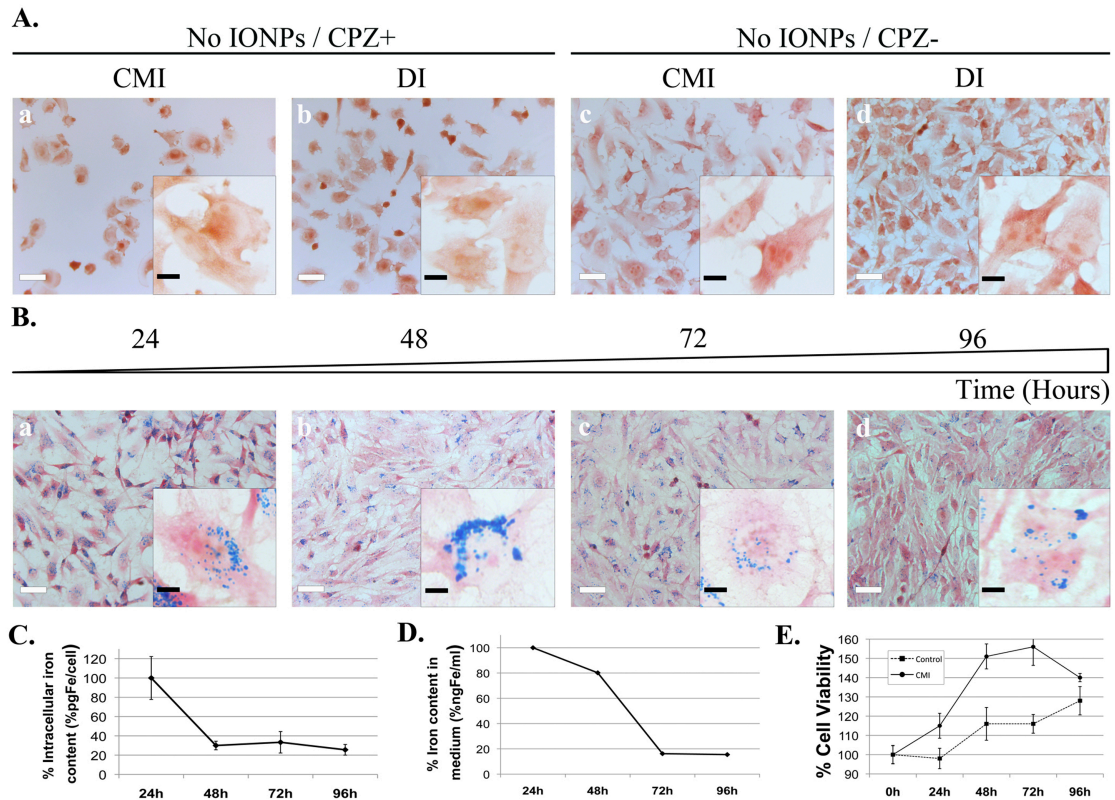 A.
No IONPs / CPZ+ No IONPs / CPZ-
CMI DI CMI DI
a b c d
B.
24 48 72 96
Time (Hours)
a b c d
C. D. E.
% Intracellular iron
content (%pgFe/cell)
120
100
80
60
40
20
0
24h 48h 72h 96h
% Iron content in
medium (%ngFe/ml)
100
80
60
40
20
0
24h 48h 72h 96h
% Cell Viability
160
150
140
130
120
110
100
90
Control
CMI
0h 24h 48h 72h 96h